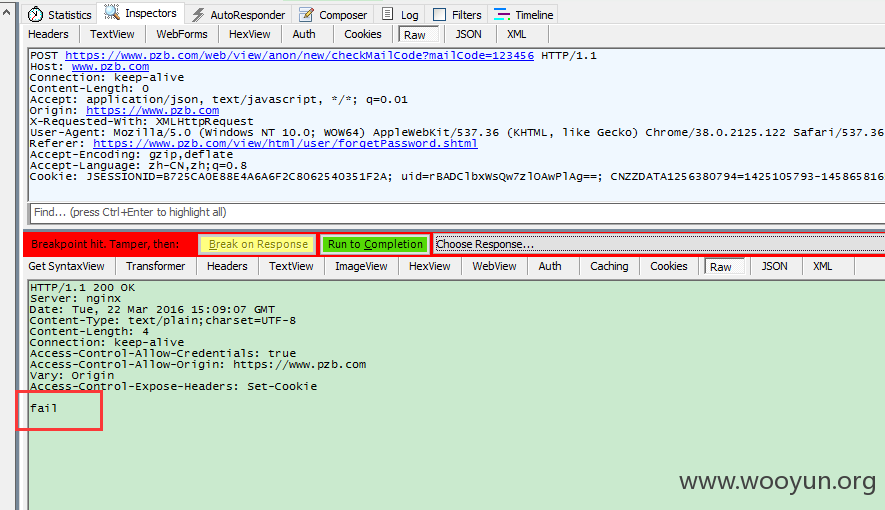 Statistics Inspectors AutoResponder Composer Log Filters Timeline
Headers TextView WebForms HexView Auth Cookies Raw JSON XML
POST https://www.pzb.com/web/view/anon/new/checkMailCode?mailCode=123456 HTTP/1.1
Host: www.pzb.com
Connection: keep-alive
Content-Length: 0
Accept: application/json, text/javascript, */*; q=0.01
Origin: https://www.pzb.com
X-Requested-With: XMLHttpRequest
User-Agent: Mozilla/5.0 (Windows NT 10.0; WOW64) AppleWebKit/537.36 (KHTML, like Gecko) Chrome/38.0.2125.122 Safari/537.36
Referer: https://www.pzb.com/view/html/user/forgetPassword.shtml
Accept-Encoding: gzip,deflate
Accept-Language: zh-CN,zh;q=0.8
Cookie: JSESSIONID=B725CA0E88E4A6A6F2C8062540351F2A; uid=rBADClbxWsQw7zlOAwPlAg==; CNZZDATA1256380794=1425105793-145865816
Find... (press Ctrl+Enter to highlight all)
Breakpoint hit. Tamper, then: Break on Response Run to Completion Choose Response...
Get SyntaxView Transformer Headers TextView ImageView HexView WebView Auth Caching Cookies Raw JSON XML
HTTP/1.1 200 OK
Server: nginx
Date: Tue, 22 Mar 2016 15:09:07 GMT
Content-Type: text/plain;charset=UTF-8
Content-Length: 4
Connection: keep-alive
Access-Control-Allow-Credentials: true
Access-Control-Allow-Origin: https://www.pzb.com
Vary: Origin
Access-Control-Expose-Headers: Set-Cookie
fail
www.wooyun.org